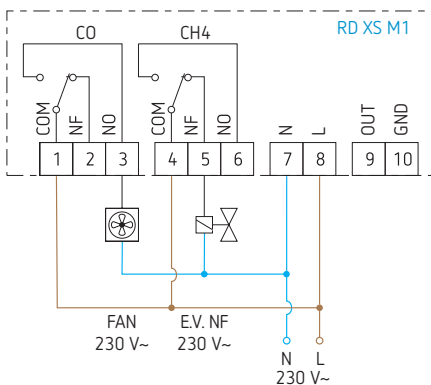 RD XS M1
CO
CH4
COM
NF
NO
COM
NF
NO
N
L
OUT
GND
1 2 3 4 5 6 7 8 9 10
FAN
230 V~
E.V. NF
230 V~
N L
230 V~